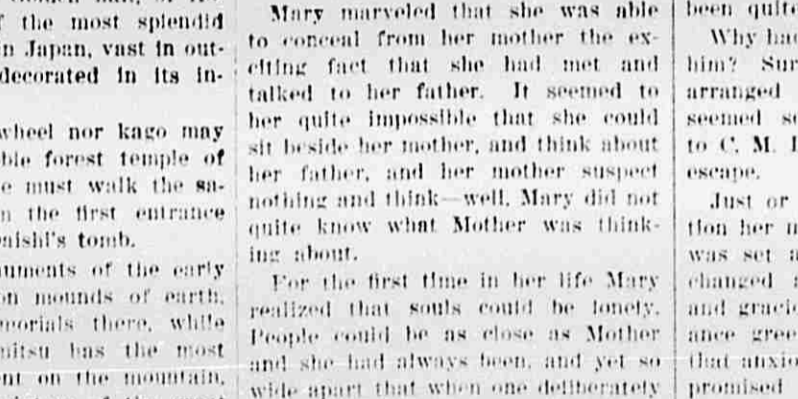 f the most splendid
in Japan, vast in out-
decorated in its in-
wheel nor kago may
ble forest temple of
e must walk the sa-
n the first entrance
aishi's tomb.
uments of the early
on mounds of earth,
emorials there, while
mitsu has the most
ent on the mountain,
Mary marveled that she was able
to conceal from her mother the ex-
citing fact that she had met and
talked to her father. It seemed to
her quite impossible that she could
sit beside her mother, and think about
her father, and her mother suspect
nothing and think—well, Mary did not
quite know what Mother was think-
ing about.
For the first time in her life Mary
realized that souls could be lonely.
People could be as close as Mother
and she had always been, and yet so
wide apart that when one deliberately
been quite
Why had
him? Sur
arranged
seemed s
to C. M. 
escape.
Just or
tion her m
was set a
changed a
and gracio
ance gree
that anxio
promised